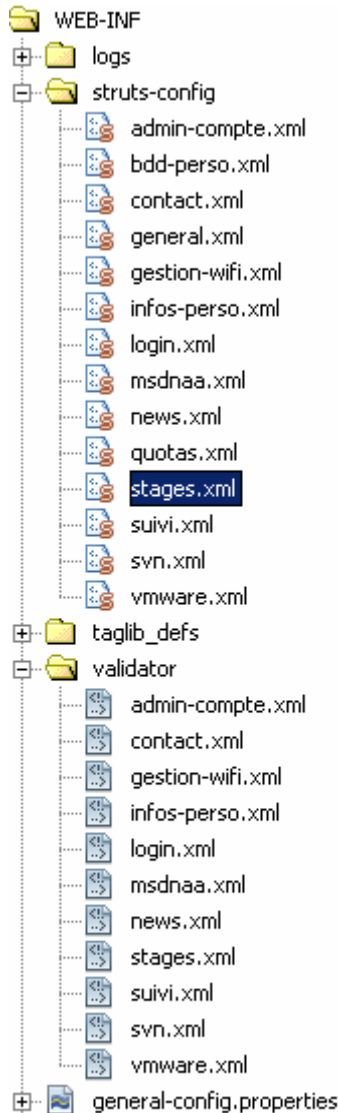 WEB-INF
logs
struts-config
admin-compte.xml
bdd-perso.xml
contact.xml
general.xml
gestion-wifi.xml
infos-perso.xml
login.xml
msdnaa.xml
news.xml
quotas.xml
stages.xml
suivi.xml
svn.xml
vmware.xml
taglib_defs
validator
admin-compte.xml
contact.xml
gestion-wifi.xml
infos-perso.xml
login.xml
msdnaa.xml
news.xml
stages.xml
suivi.xml
svn.xml
vmware.xml
general-config.properties